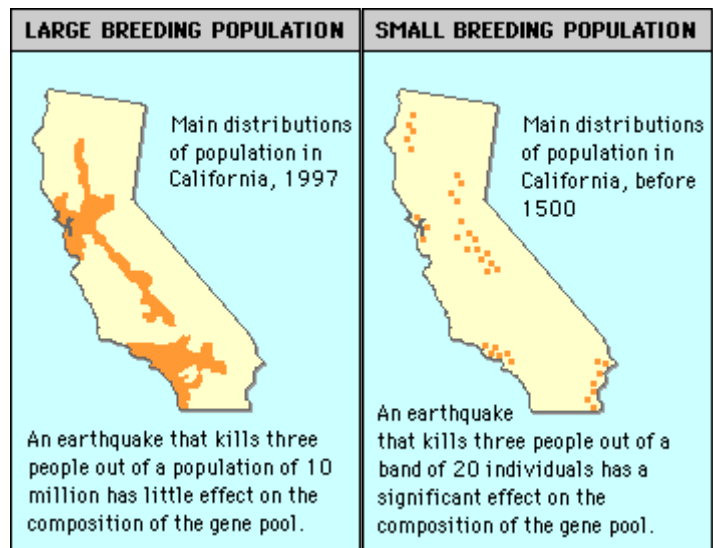 LARGE BREEDING POPULATION
Main distributions
of population in
California, 1997
An earthquake that kills three
people out of a population of 10
million has little effect on the
composition of the gene pool.
SMALL BREEDING POPULATION
Main distributions
of population in
California, before
1500
An earthquake
that kills three people out of a
band of 20 individuals has a
significant effect on the
composition of the gene pool.